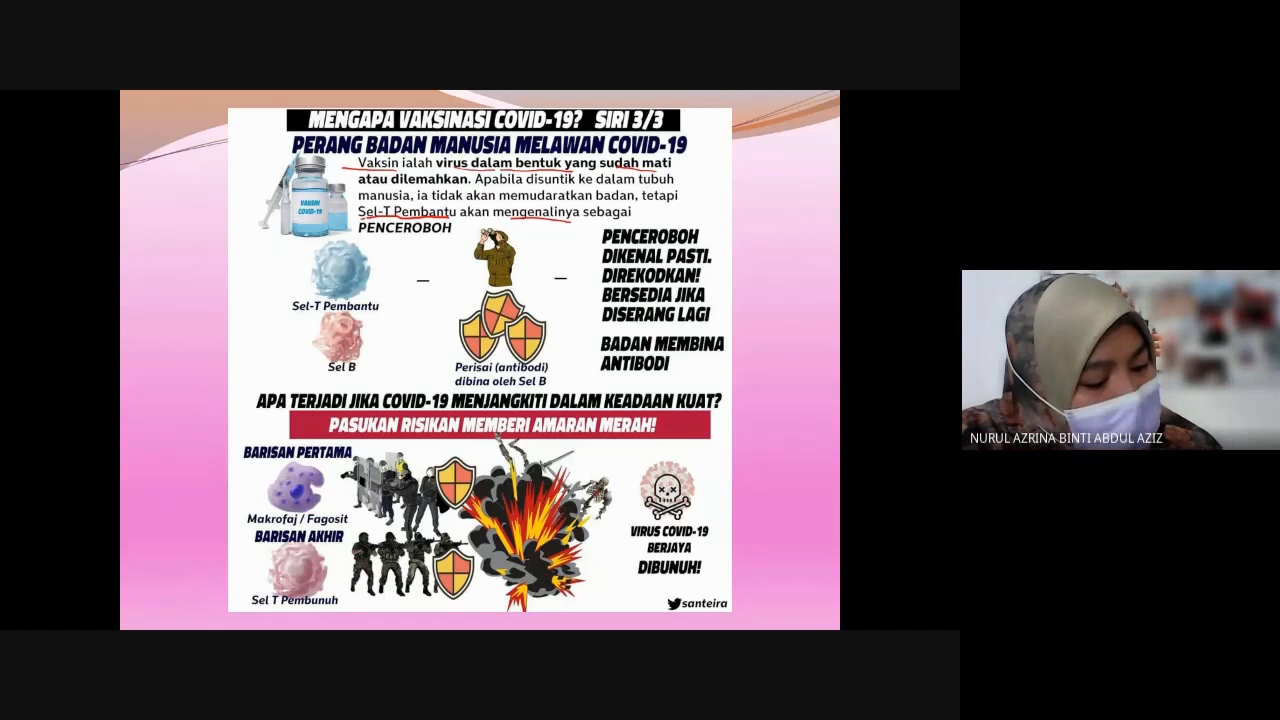 MENGAPA VAKSINASI COVID-19? SIRI 3/3
PERANG BADAN MANUSIA MELAWAN COVID-19
Vaksin ialah virus dalam bentuk yang sudah mati
atau dilemahkan. Apabila disuntik ke dalam tubuh
manusia, ia tidak akan memudaratkan badan, tetapi
Sel-T Pembantu akan mengenalinya sebagai
PENCEROBOH
VAKSIN
COVID-19
Sel-T Pembantu
Sel B
Perisai (antibodi)
dibina oleh Sel B
PENCEROBOH
DIKENAL PASTI.
DIREKODKAN!
BERSEDIA JIKA
DISERANG LAGI
BADAN MEMBINA
ANTIBODI
APA TERJADI JIKA COVID-19 MENJANGKITI DALAM KEADAAN KUAT?
PASUKAN RISIKAN MEMBERI AMARAN MERAH!
BARISAN PERTAMA
Makrofaj / Fagosit
BARISAN AKHIR
Sel T Pembunuh
VIRUS COVID-19
BERJAYA
DIBUNUH!
santeira
NURUL AZRINA BINTI ABDUL AZIZ